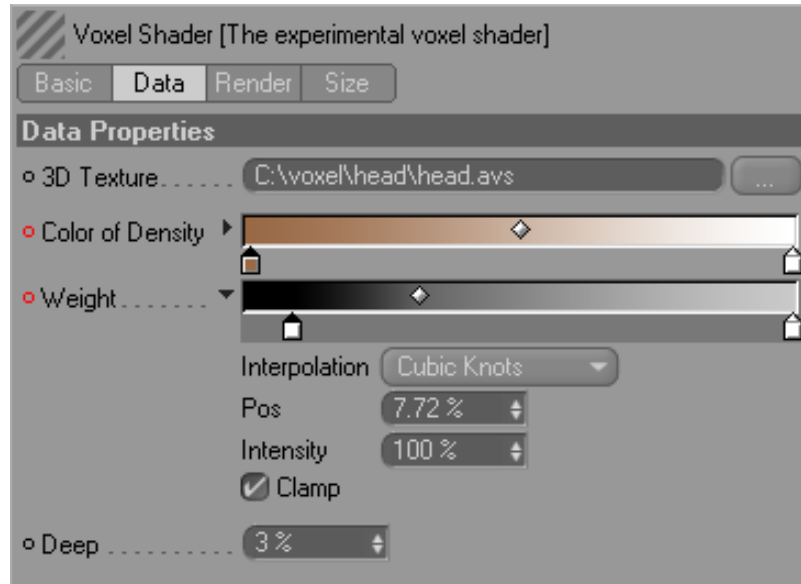 Voxel Shader [The experimental voxel shader]
Basic Data Render Size
Data Properties
3D Texture...... C:\voxel\head\head.avs ...
Color of Density
Weight.......
Interpolation Cubic Knots
Pos 7.72 %
Intensity 100 %
Clamp
Deep .......... 3 %